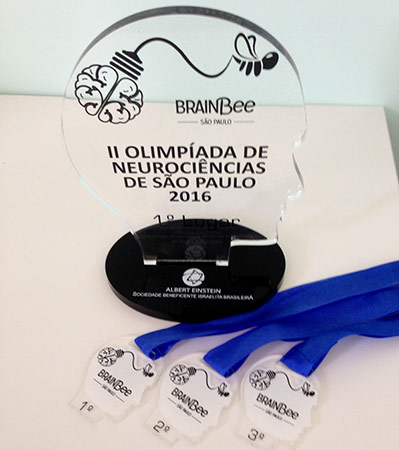 BRAINBee
SÃO PAULO
II OLIMPÍADA DE
NEUROCIÊNCIAS
DE SÃO PAULO
2016
1º Lugar
ALBERT EINSTEIN
SOCIEDADE BENEFICENTE ISRAELITA BRASILEIRA
BRAINBee
SÃO PAULO
1º
BRAINBee
SÃO PAULO
2º
BRAINBee
SÃO PAULO
3º